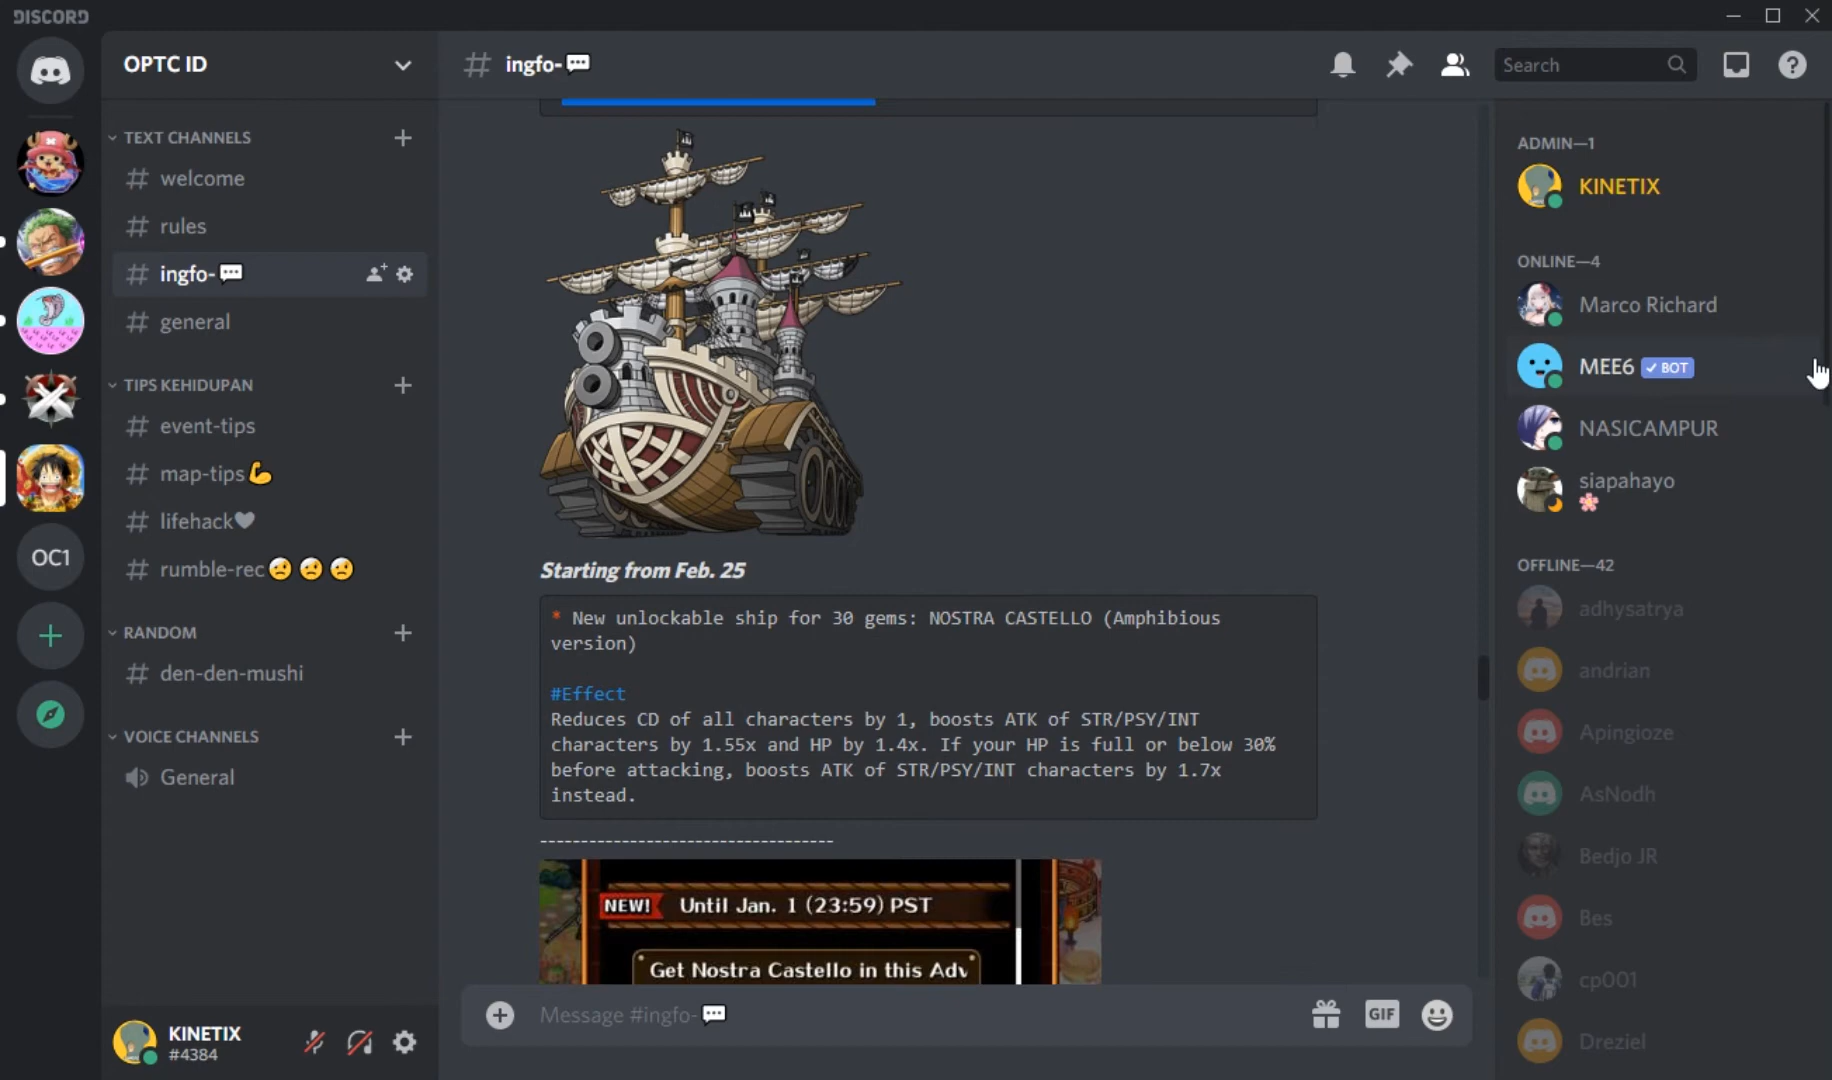 DISCORD
OPTC ID
TEXT CHANNELS
# welcome
# rules
# ingfo-💬
# general
TIPS KEHIDUPAN
# event-tips
# map-tips💪
# lifehack🖤
# rumble-rec🤕🤕🤕
RANDOM
# den-den-mushi
VOICE CHANNELS
General
OC1
KINETIX
#4384
# ingfo-💬
Search
Starting from Feb. 25
* New unlockable ship for 30 gems: NOSTRA CASTELLO (Amphibious
version)
#Effect
Reduces CD of all characters by 1, boosts ATK of STR/PSY/INT
characters by 1.55x and HP by 1.4x. If your HP is full or below 30%
before attacking, boosts ATK of STR/PSY/INT characters by 1.7x
instead.
------------------------------------
NEW! Until Jan. 1 (23:59) PST
Get Nostra Castello in this Adv
Message #ingfo-💬
GIF
ADMIN—1
KINETIX
ONLINE—4
Marco Richard
MEE6 ✓ BOT
NASICAMPUR
siapahayo
🌸
OFFLINE—42
adhysatrya
andrian
Apingioze
AsNodh
Bedjo JR
Bes
cp001
Dreziel